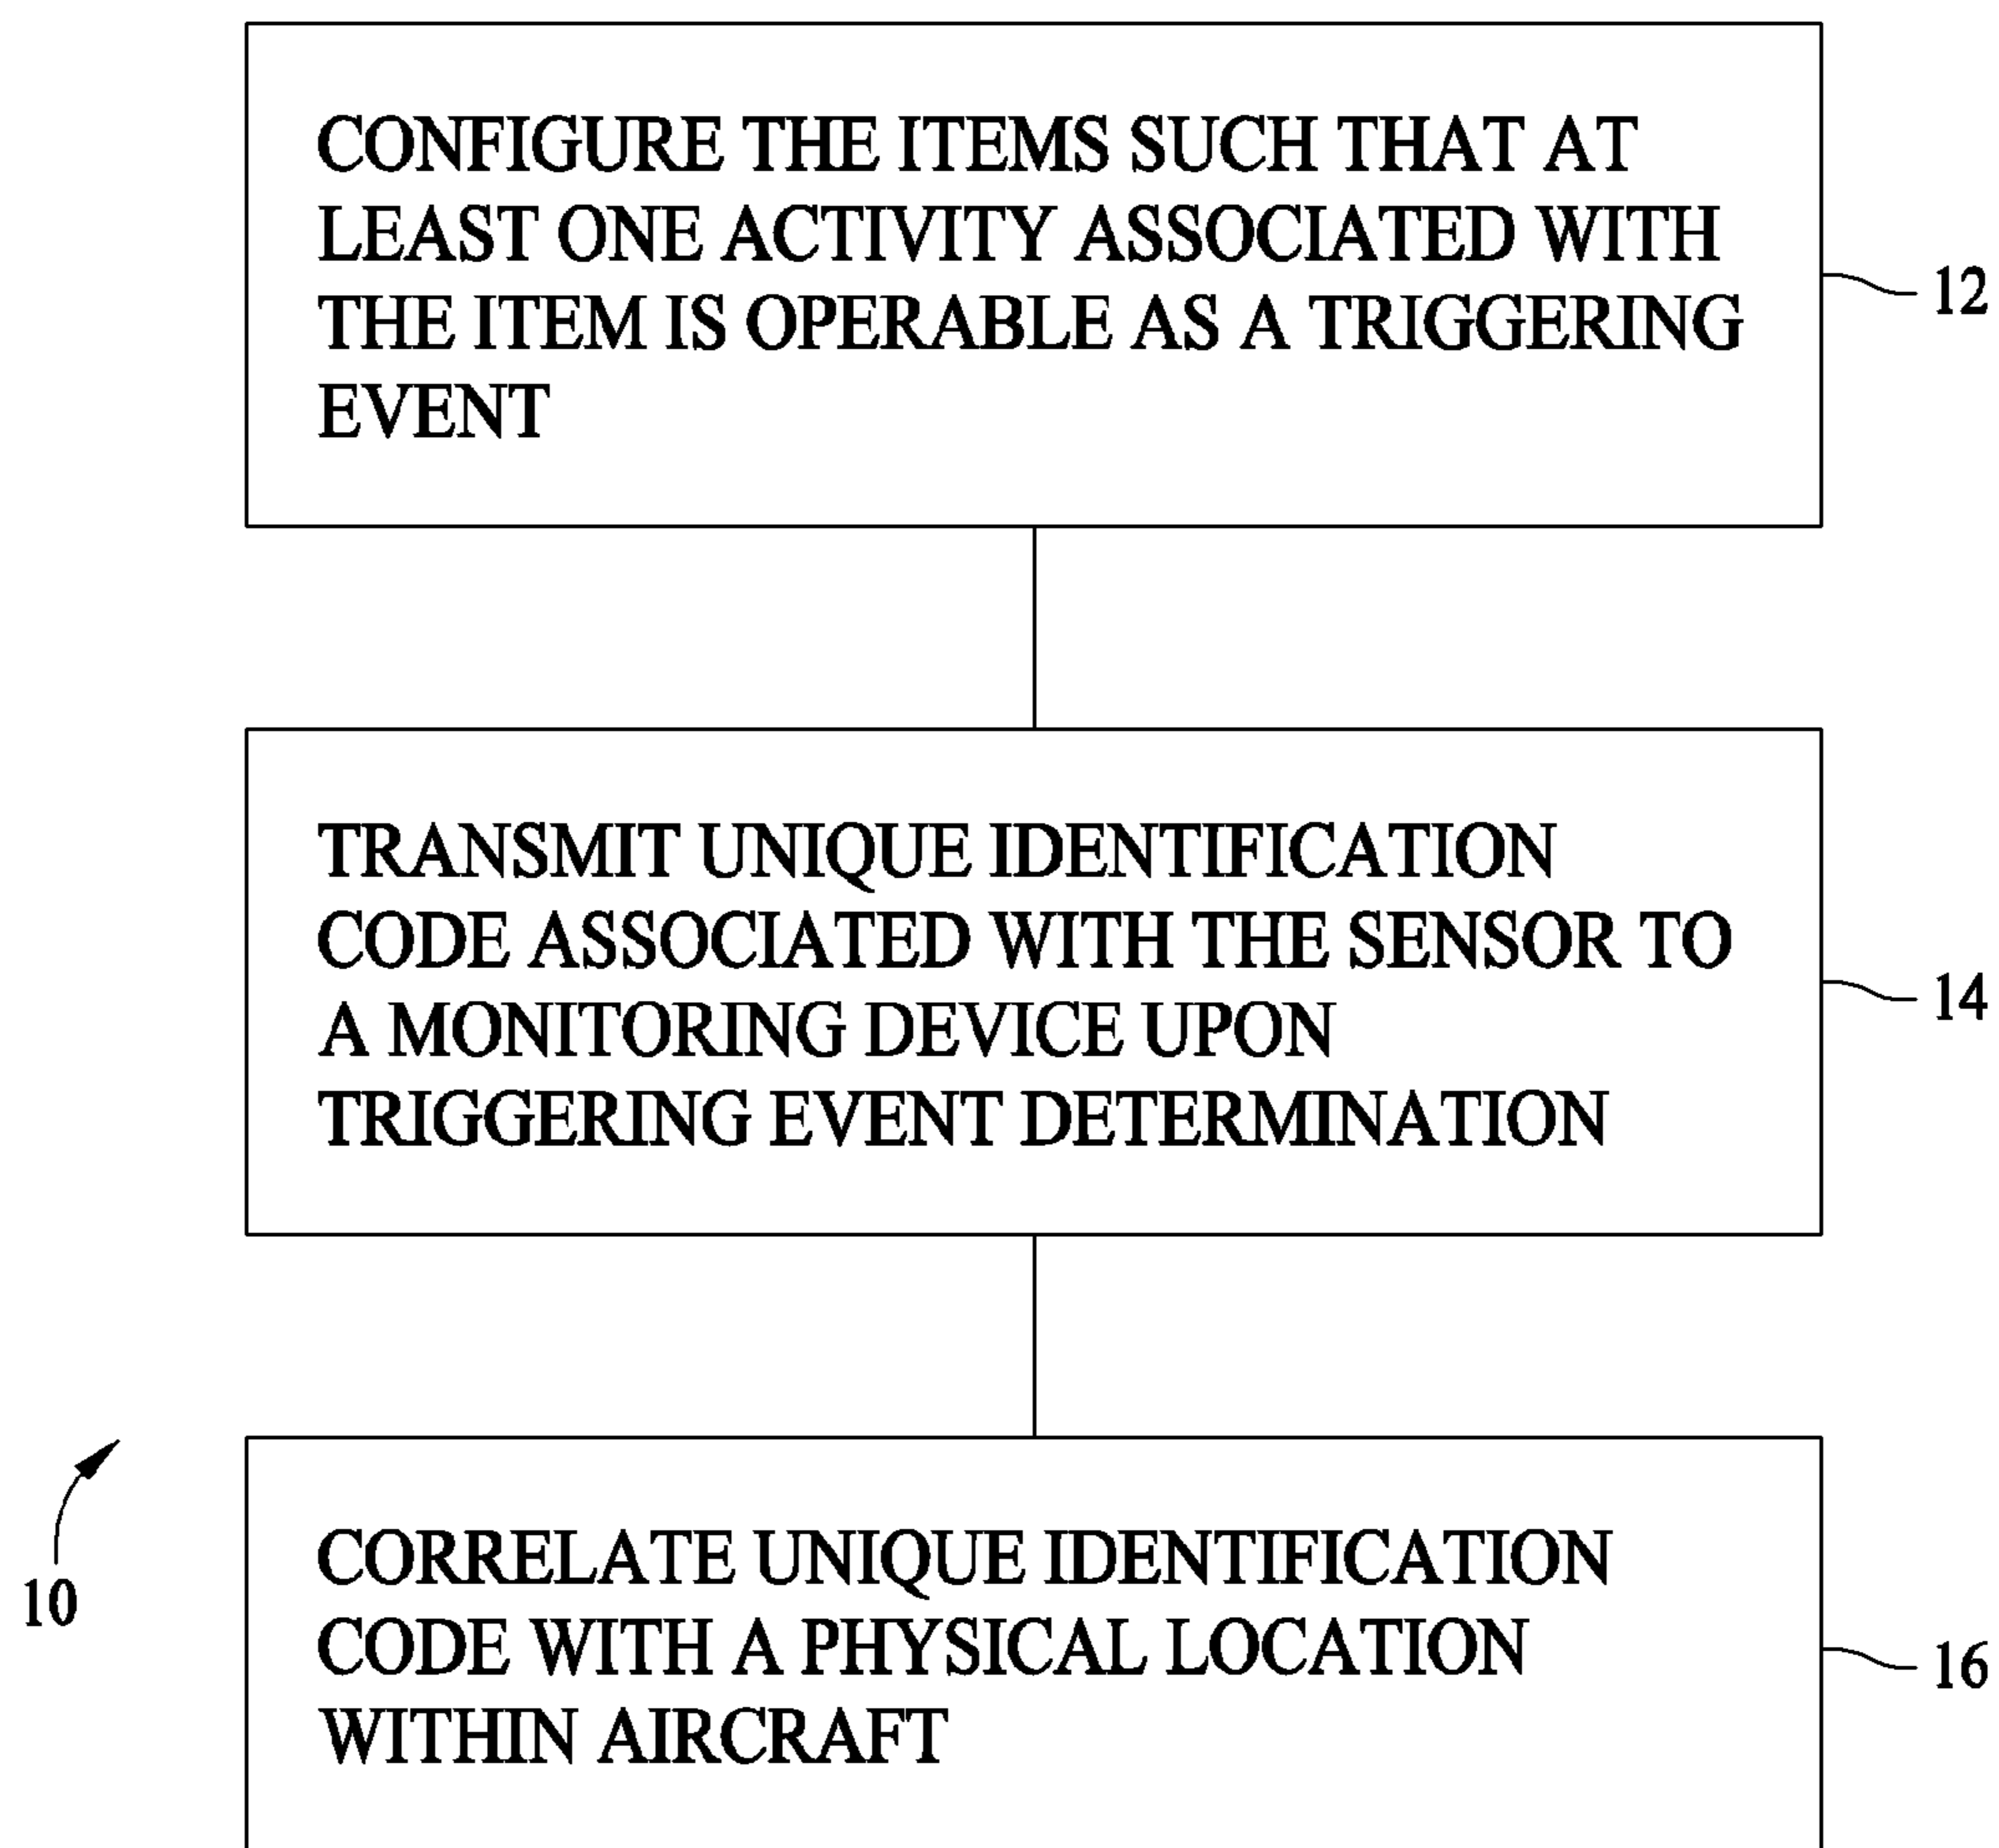 CONFIGURE THE ITEMS SUCH THAT AT
LEAST ONE ACTIVITY ASSOCIATED WITH
THE ITEM IS OPERABLE AS A TRIGGERING
EVENT
12
TRANSMIT UNIQUE IDENTIFICATION
CODE ASSOCIATED WITH THE SENSOR TO
A MONITORING DEVICE UPON
TRIGGERING EVENT DETERMINATION
14
CORRELATE UNIQUE IDENTIFICATION
CODE WITH A PHYSICAL LOCATION
WITHIN AIRCRAFT
16
10